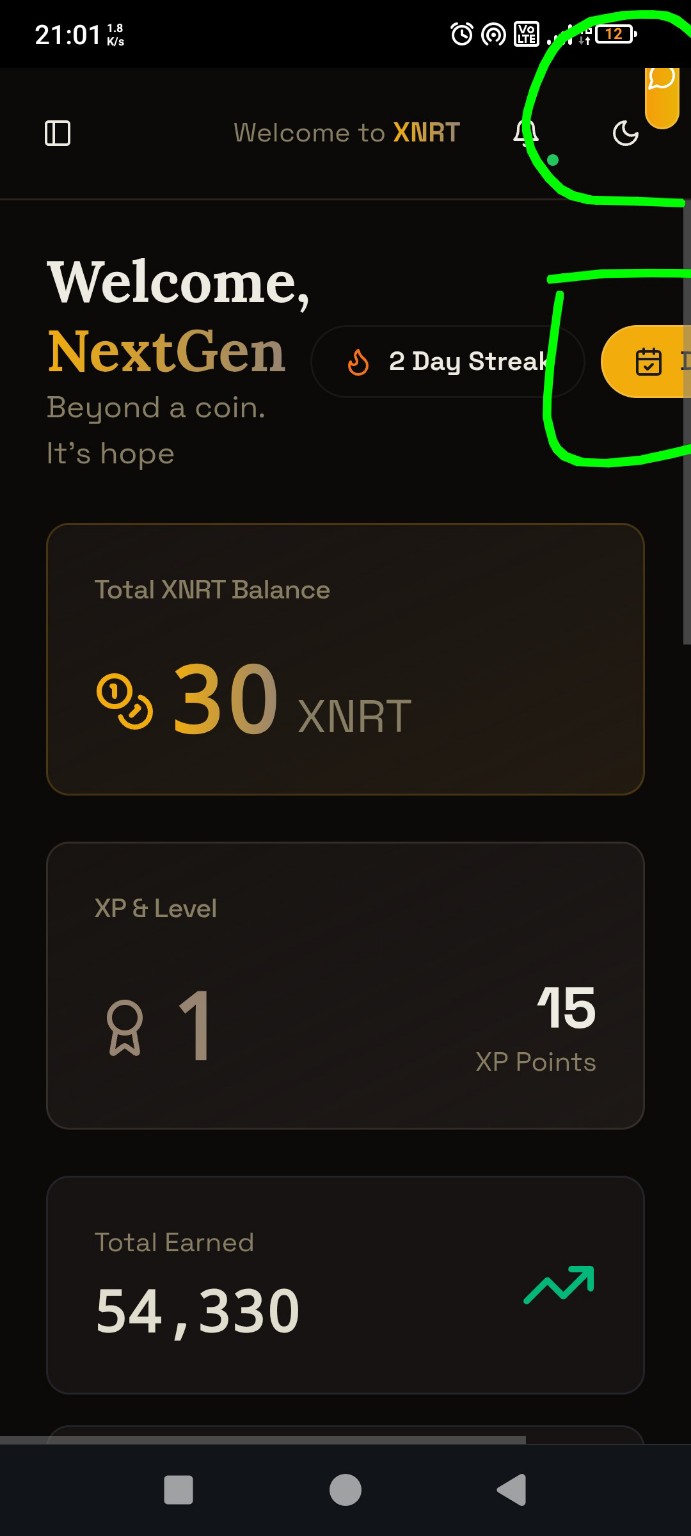 21:01 1.8 K/s Vo LTE 12
Welcome to XNRT
Welcome,
NextGen
2 Day Streak
Beyond a coin.
It's hope
Total XNRT Balance
30 XNRT
XP & Level
1
15
XP Points
Total Earned
54,330